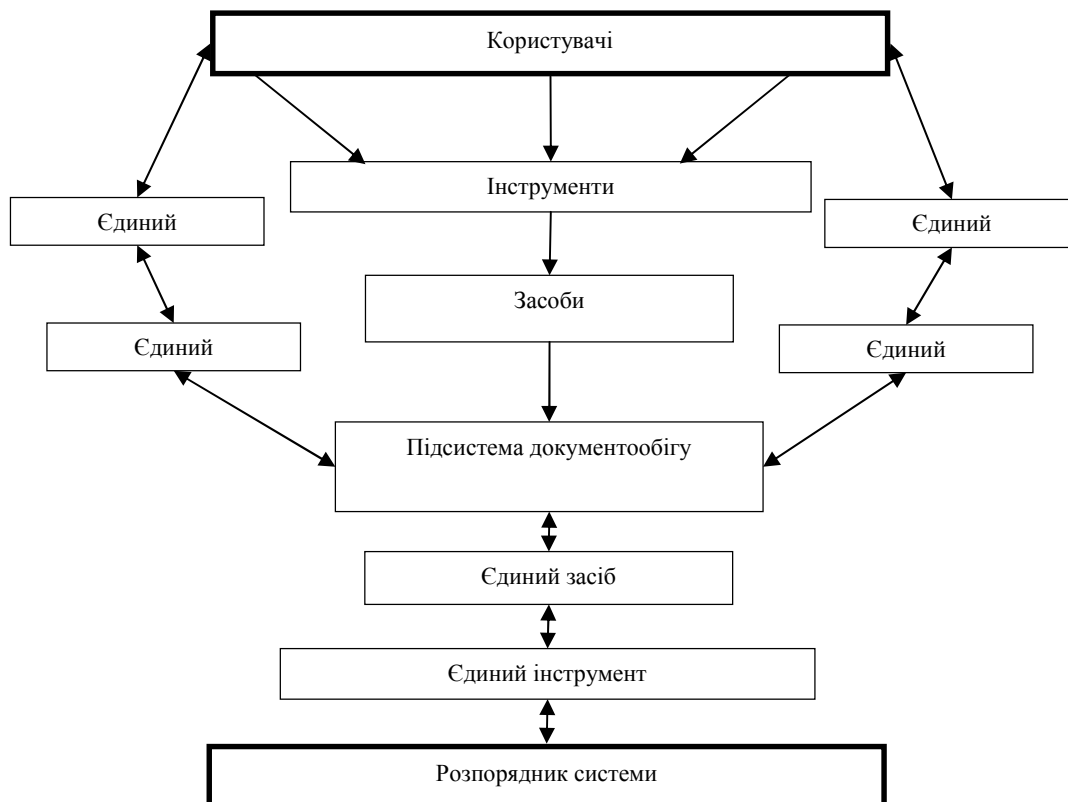 Користувачі
Інструменти
Єдиний
Єдиний
Засоби
Єдиний
Єдиний
Підсистема документообігу
Єдиний засіб
Єдиний інструмент
Розпорядник системи